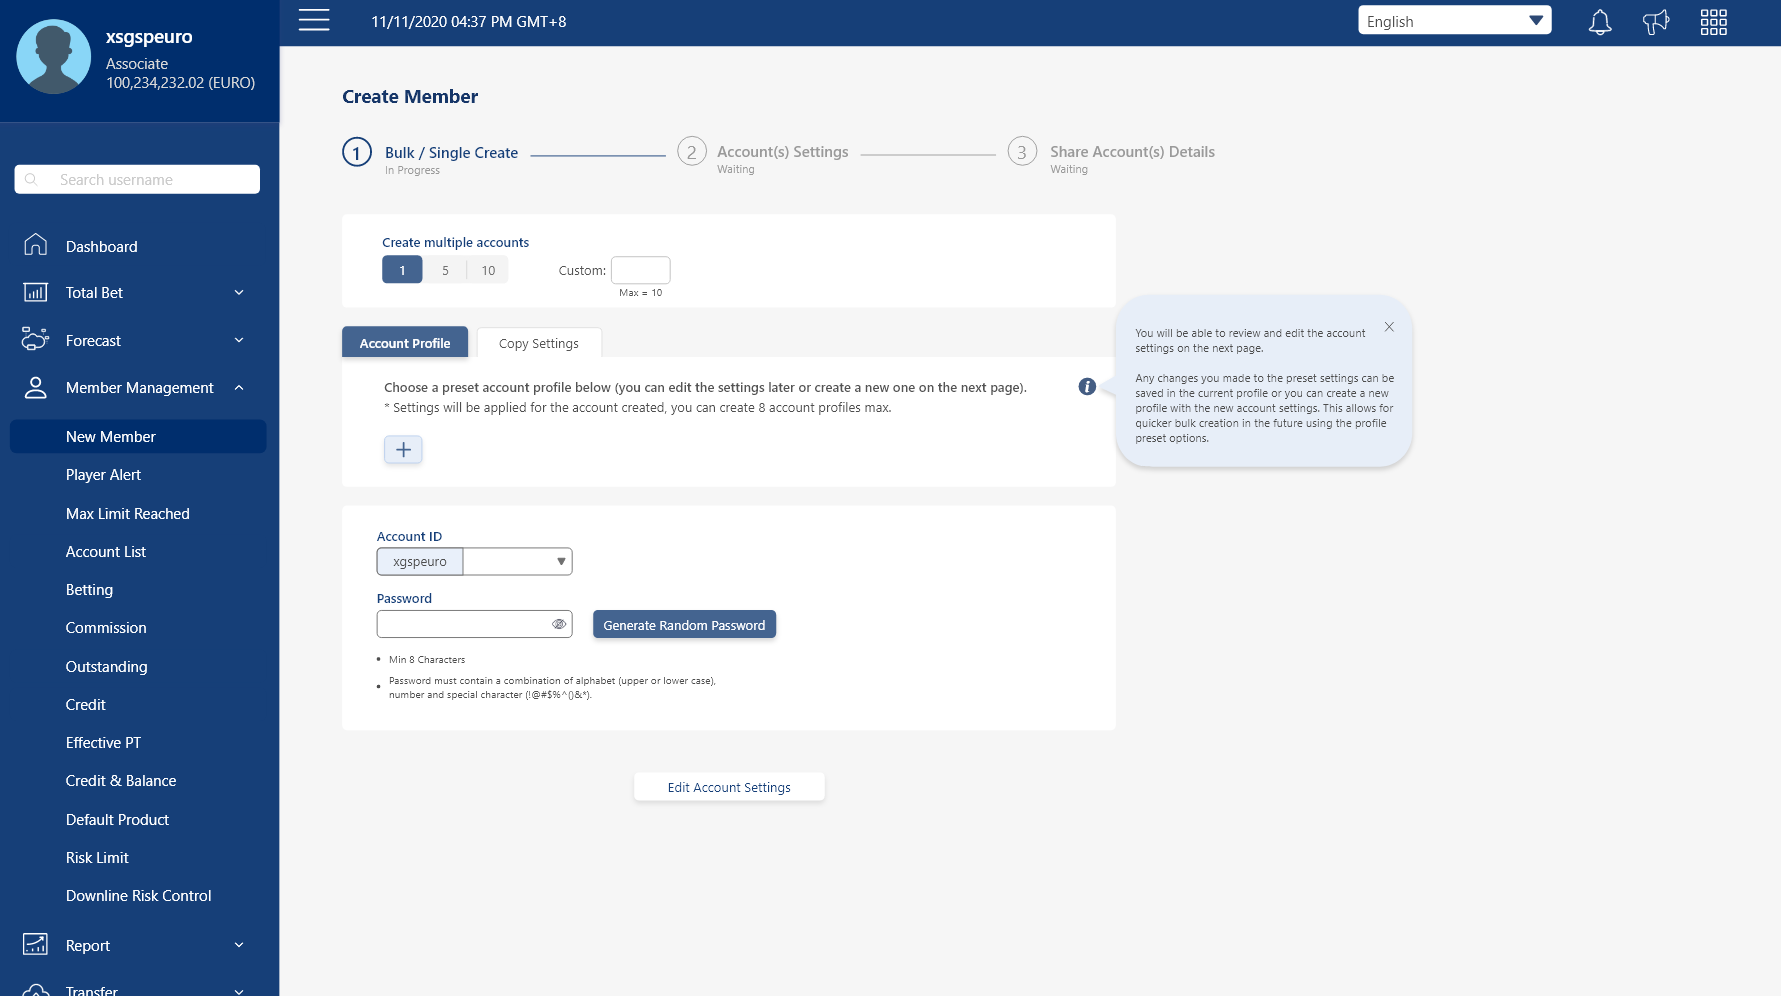 xsgspeuro
Associate
100,234,232.02 (EURO)
Search username
Dashboard
Total Bet
Forecast
Member Management
New Member
Player Alert
Max Limit Reached
Account List
Betting
Commission
Outstanding
Credit
Effective PT
Credit & Balance
Default Product
Risk Limit
Downline Risk Control
Report
Transfer
11/11/2020 04:37 PM GMT+8
English
Create Member
1 Bulk / Single Create
In Progress
2 Account(s) Settings
Waiting
3 Share Account(s) Details
Waiting
Create multiple accounts
1 5 10 Custom:
Max = 10
Account Profile Copy Settings
Choose a preset account profile below (you can edit the settings later or create a new one on the next page).
* Settings will be applied for the account created, you can create 8 account profiles max.
i
You will be able to review and edit the account
settings on the next page.
Any changes you made to the preset settings can be
saved in the current profile or you can create a new
profile with the new account settings. This allows for
quicker bulk creation in the future using the profile
preset options.
Account ID
xgspeuro
Password
Generate Random Password
• Min 8 Characters
• Password must contain a combination of alphabet (upper or lower case),
number and special character (!@#$%^()&*).
Edit Account Settings